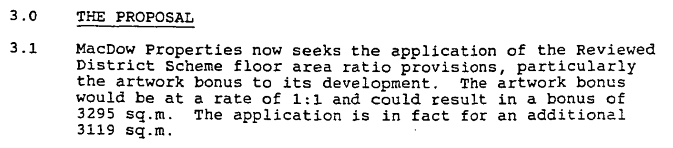 3.0 THE PROPOSAL
3.1 MacDow Properties now seeks the application of the Reviewed
District Scheme floor area ratio provisions, particularly
the artwork bonus to its development. The artwork bonus
would be at a rate of 1:1 and could result in a bonus of
3295 sq.m. The application is in fact for an additional
3119 sq.m.